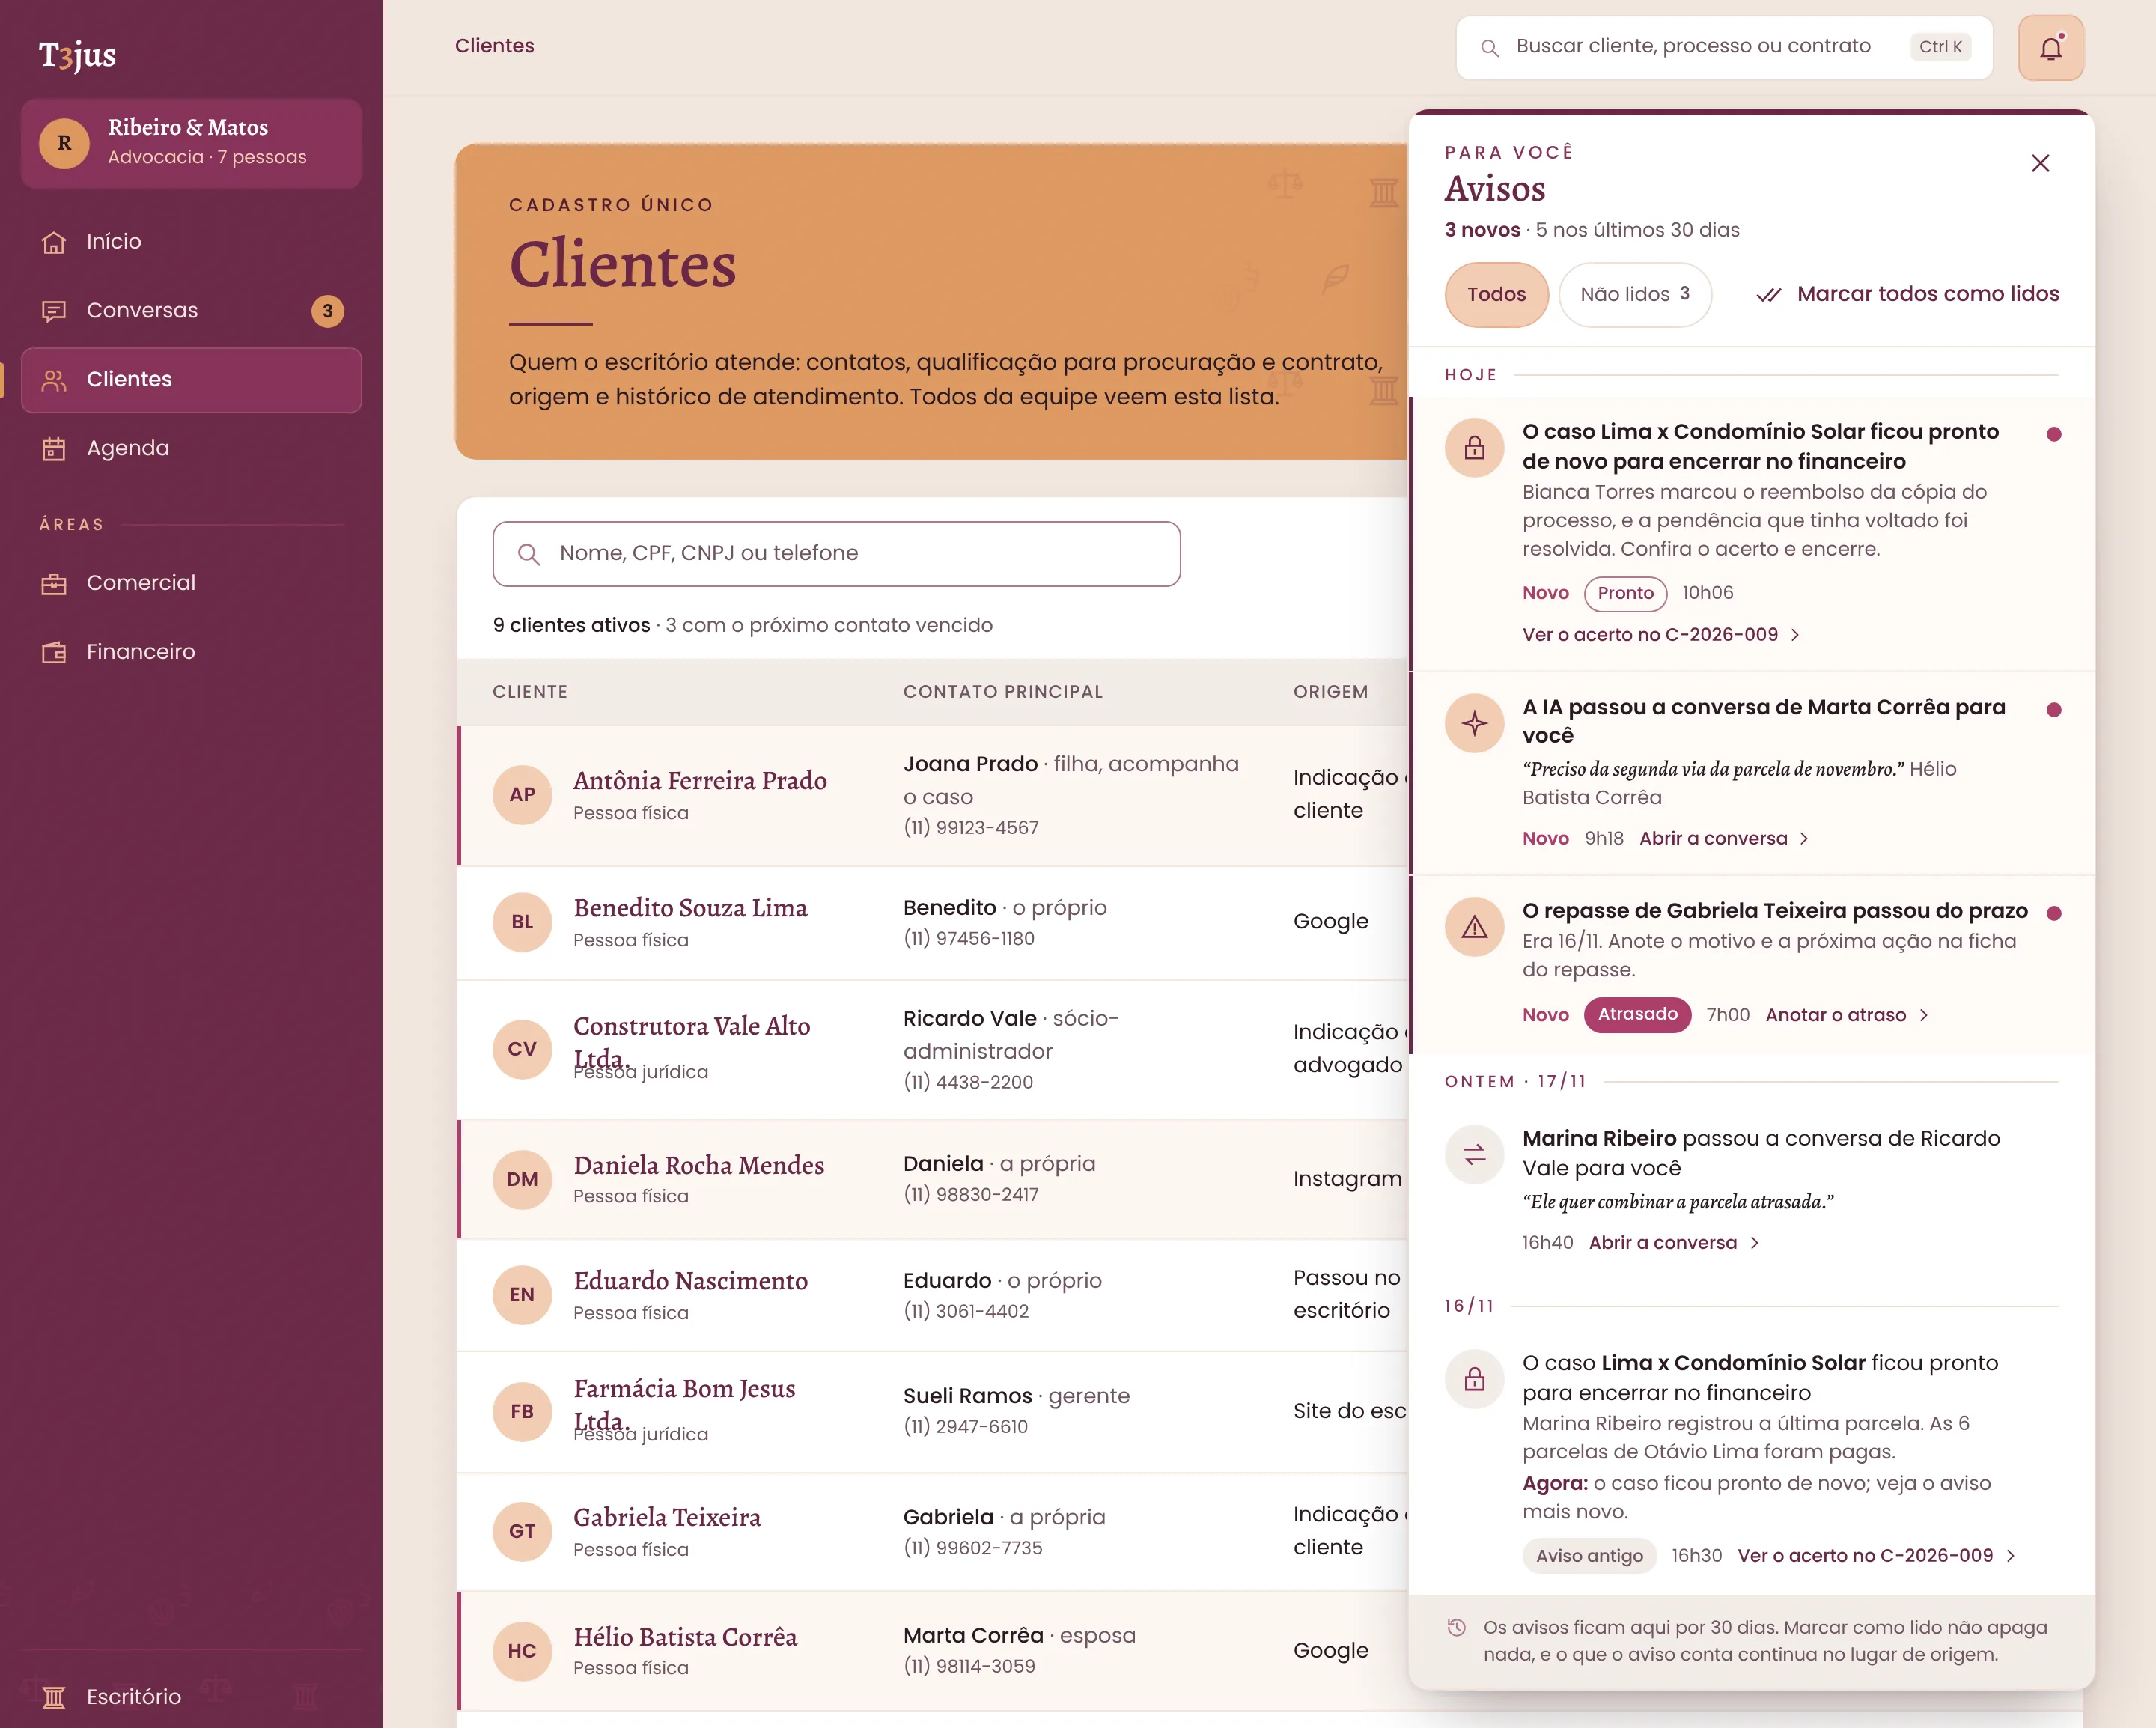 T3jus
R
Ribeiro & Matos
Advocacia · 7 pessoas
Início
Conversas 3
Clientes
Agenda
ÁREAS
Comercial
Financeiro
Escritório
Clientes
Buscar cliente, processo ou contrato Ctrl K
CADASTRO ÚNICO
Clientes
Quem o escritório atende: contatos, qualificação para procuração e contrato,
origem e histórico de atendimento. Todos da equipe veem esta lista.
Nome, CPF, CNPJ ou telefone
9 clientes ativos · 3 com o próximo contato vencido
CLIENTE CONTATO PRINCIPAL ORIGEM
AP
Antônia Ferreira Prado
Pessoa física
Joana Prado · filha, acompanha
o caso
(11) 99123-4567
Indicação
cliente
BL
Benedito Souza Lima
Pessoa física
Benedito · o próprio
(11) 97456-1180
Google
CV
Construtora Vale Alto
Ltda.
Pessoa jurídica
Ricardo Vale · sócio-
administrador
(11) 4438-2200
Indicação
advogado
DM
Daniela Rocha Mendes
Pessoa física
Daniela · a própria
(11) 98830-2417
Instagram
EN
Eduardo Nascimento
Pessoa física
Eduardo · o próprio
(11) 3061-4402
Passou no
escritório
FB
Farmácia Bom Jesus
Ltda.
Pessoa jurídica
Sueli Ramos · gerente
(11) 2947-6610
Site do esc
GT
Gabriela Teixeira
Pessoa física
Gabriela · a própria
(11) 99602-7735
Indicação
cliente
HC
Hélio Batista Corrêa
Pessoa física
Marta Corrêa · esposa
(11) 98114-3059
Google
PARA VOCÊ
Avisos
3 novos · 5 nos últimos 30 dias
Todos Não lidos 3 Marcar todos como lidos
HOJE
O caso Lima x Condomínio Solar ficou pronto
de novo para encerrar no financeiro
Bianca Torres marcou o reembolso da cópia do
processo, e a pendência que tinha voltado foi
resolvida. Confira o acerto e encerre.
Novo Pronto 10h06
Ver o acerto no C-2026-009
A IA passou a conversa de Marta Corrêa para
você
“Preciso da segunda via da parcela de novembro.” Hélio
Batista Corrêa
Novo 9h18 Abrir a conversa
O repasse de Gabriela Teixeira passou do prazo
Era 16/11. Anote o motivo e a próxima ação na ficha
do repasse.
Novo Atrasado 7h00 Anotar o atraso
ONTEM · 17/11
Marina Ribeiro passou a conversa de Ricardo
Vale para você
“Ele quer combinar a parcela atrasada.”
16h40 Abrir a conversa
16/11
O caso Lima x Condomínio Solar ficou pronto
para encerrar no financeiro
Marina Ribeiro registrou a última parcela. As 6
parcelas de Otávio Lima foram pagas.
Agora: o caso ficou pronto de novo; veja o aviso
mais novo.
Aviso antigo 16h30 Ver o acerto no C-2026-009
Os avisos ficam aqui por 30 dias. Marcar como lido não apaga
nada, e o que o aviso conta continua no lugar de origem.